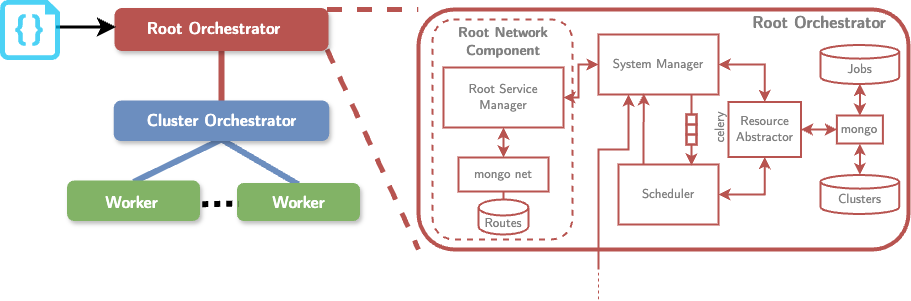 {}
Root Orchestrator
Cluster Orchestrator
Worker
Worker
Root Orchestrator
Root Network
Component
Root Service
Manager
mongo net
Routes
System Manager
celery
Scheduler
Resource
Abstractor
Jobs
mongo
Clusters